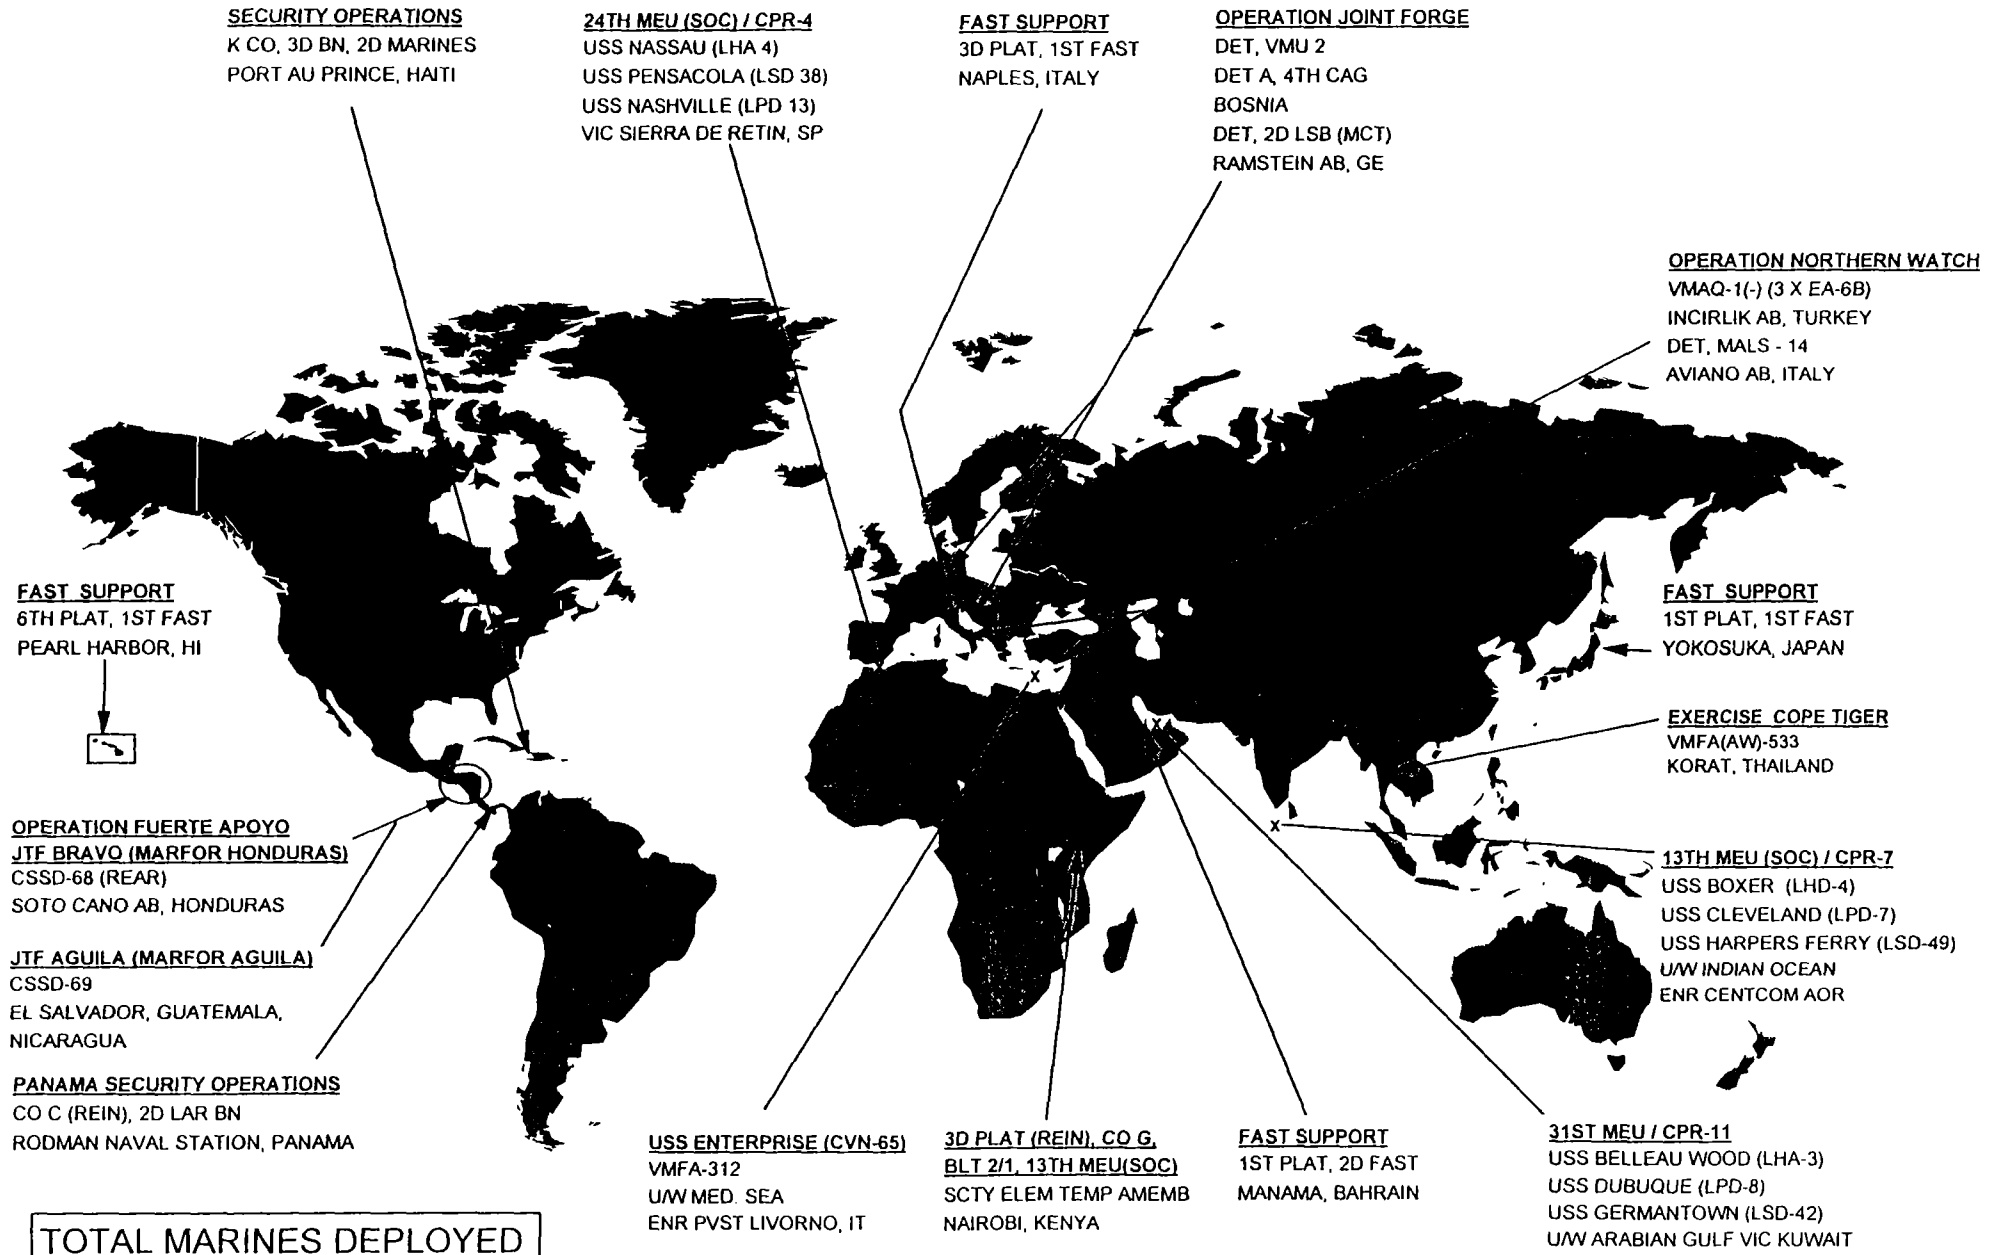 SECURITY OPERATIONS
K CO, 3D BN, 2D MARINES
PORT AU PRINCE, HAITI
24TH MEU (SOC) / CPR-4
USS NASSAU (LHA 4)
USS PENSACOLA (LSD 38)
USS NASHVILLE (LPD 13)
VIC SIERRA DE RETIN, SP
FAST SUPPORT
3D PLAT, 1ST FAST
NAPLES, ITALY
OPERATION JOINT FORGE
DET, VMU 2
DET A, 4TH CAG
BOSNIA
DET, 2D LSB (MCT)
RAMSTEIN AB, GE
OPERATION NORTHERN WATCH
VMAQ-1(-) (3 X EA-6B)
INCIRLIK AB, TURKEY
DET, MALS - 14
AVIANO AB, ITALY
FAST SUPPORT
6TH PLAT, 1ST FAST
PEARL HARBOR, HI
FAST SUPPORT
1ST PLAT, 1ST FAST
YOKOSUKA, JAPAN
X
X
EXERCISE COPE TIGER
VMFA(AW)-533
KORAT, THAILAND
X
OPERATION FUERTE APOYO
JTF BRAVO (MARFOR HONDURAS)
CSSD-68 (REAR)
SOTO CANO AB, HONDURAS
13TH MEU (SOC) / CPR-7
USS BOXER (LHD-4)
USS CLEVELAND (LPD-7)
USS HARPERS FERRY (LSD-49)
U/W INDIAN OCEAN
ENR CENTCOM AOR
JTF AGUILA (MARFOR AGUILA)
CSSD-69
EL SALVADOR, GUATEMALA,
NICARAGUA
PANAMA SECURITY OPERATIONS
CO C (REIN), 2D LAR BN
RODMAN NAVAL STATION, PANAMA
USS ENTERPRISE (CVN-65)
VMFA-312
U/W MED. SEA
ENR PVST LIVORNO, IT
3D PLAT (REIN), CO G,
BLT 2/1, 13TH MEU(SOC)
SCTY ELEM TEMP AMEMB
NAIROBI, KENYA
FAST SUPPORT
1ST PLAT, 2D FAST
MANAMA, BAHRAIN
31ST MEU / CPR-11
USS BELLEAU WOOD (LHA-3)
USS DUBUQUE (LPD-8)
USS GERMANTOWN (LSD-42)
U/W ARABIAN GULF VIC KUWAIT
TOTAL MARINES DEPLOYED